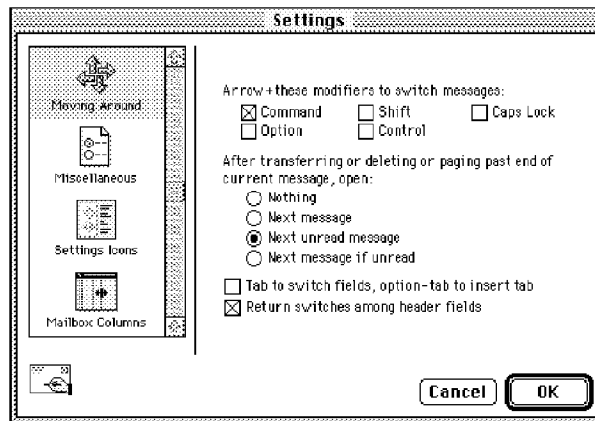 Settings
Moving Around
Miscellaneous
Settings Icons
Mailbox Columns
Arrow+these modifiers to switch messages:
Command Shift Caps Lock
Option Control
After transferring or deleting or paging past end of
current message, open:
Nothing
Next message
Next unread message
Next message if unread
Tab to switch fields, option-tab to insert tab
Return switches among header fields
Cancel OK